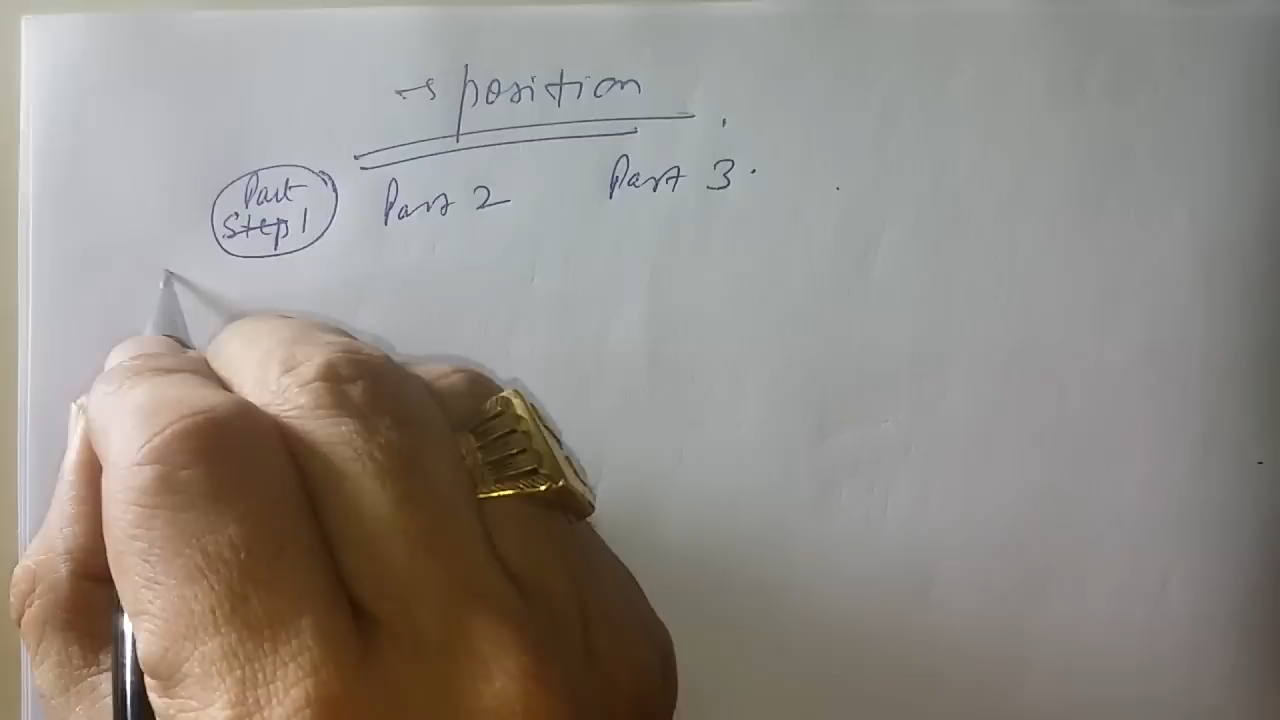 → position
Part
Step 1
Part 2
Part 3.